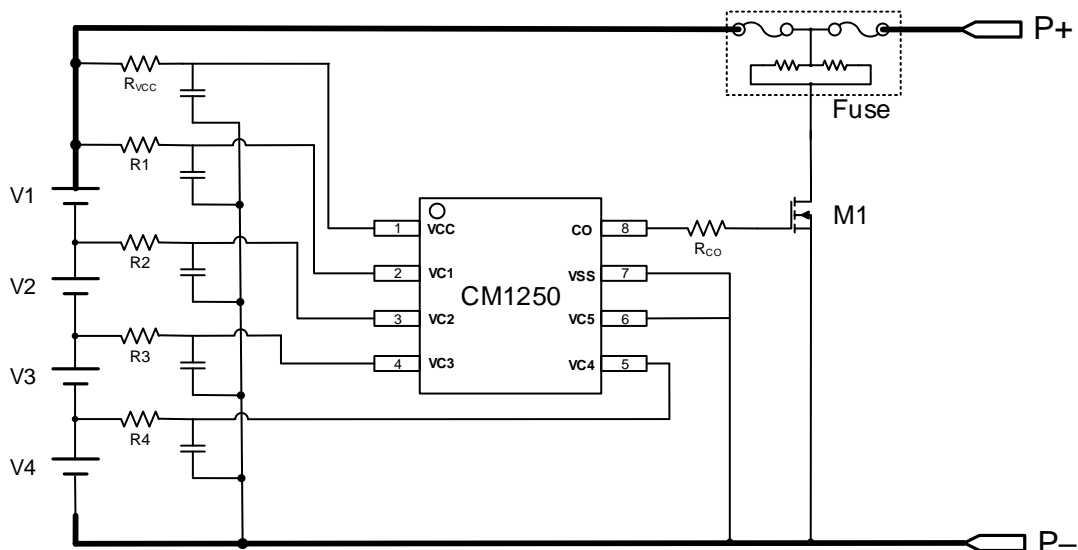 P+
RVCC
Fuse
R1
V1
M1
1
VCC
CO
8
RCO
R2
2
VC1
VSS
7
V2
CM1250
3
VC2
VC5
6
R3
4
VC3
VC4
5
V3
R4
V4
P–